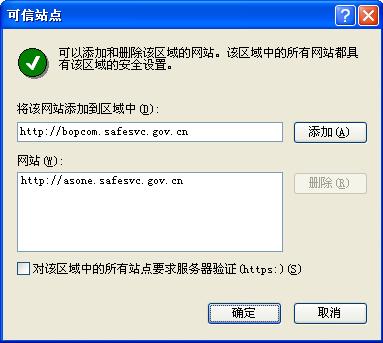 可信站点
可以添加和删除该区域的网站。该区域中的所有网站都具
有该区域的安全设置。
将该网站添加到区域中(D):
http://bopcom.safesvc.gov.cn
添加(A)
网站(W):
http://asone.safesvc.gov.cn
删除(R)
对该区域中的所有站点要求服务器验证(https:)(S)
确定
取消